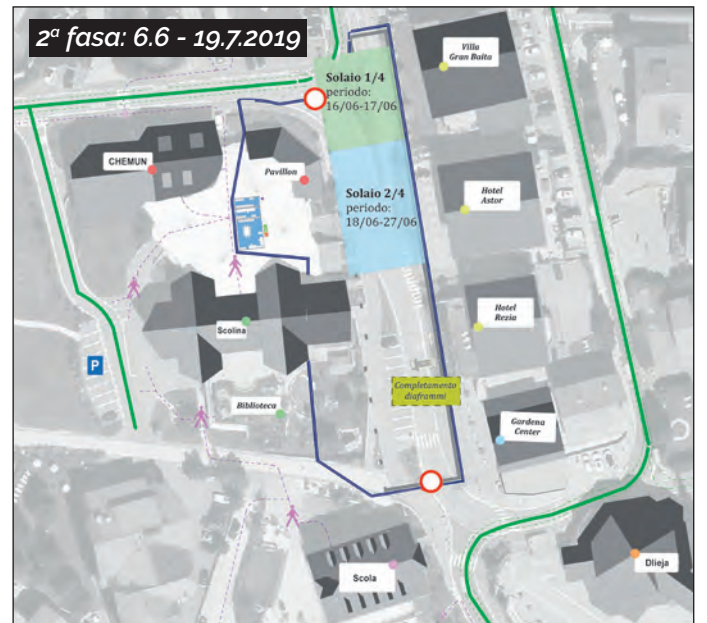 2ª fasa: 6.6 - 19.7.2019
Villa
Gran Baita
Solaio 1/4
periodo:
16/06-17/06
CHEMUN
Pavillon
Solaio 2/4
periodo:
18/06-27/06
Hotel
Astor
Hotel
Rezia
Scolina
P
Completamento
diaframmi
Biblioteca
Gardena
Center
Dlieja
Scola